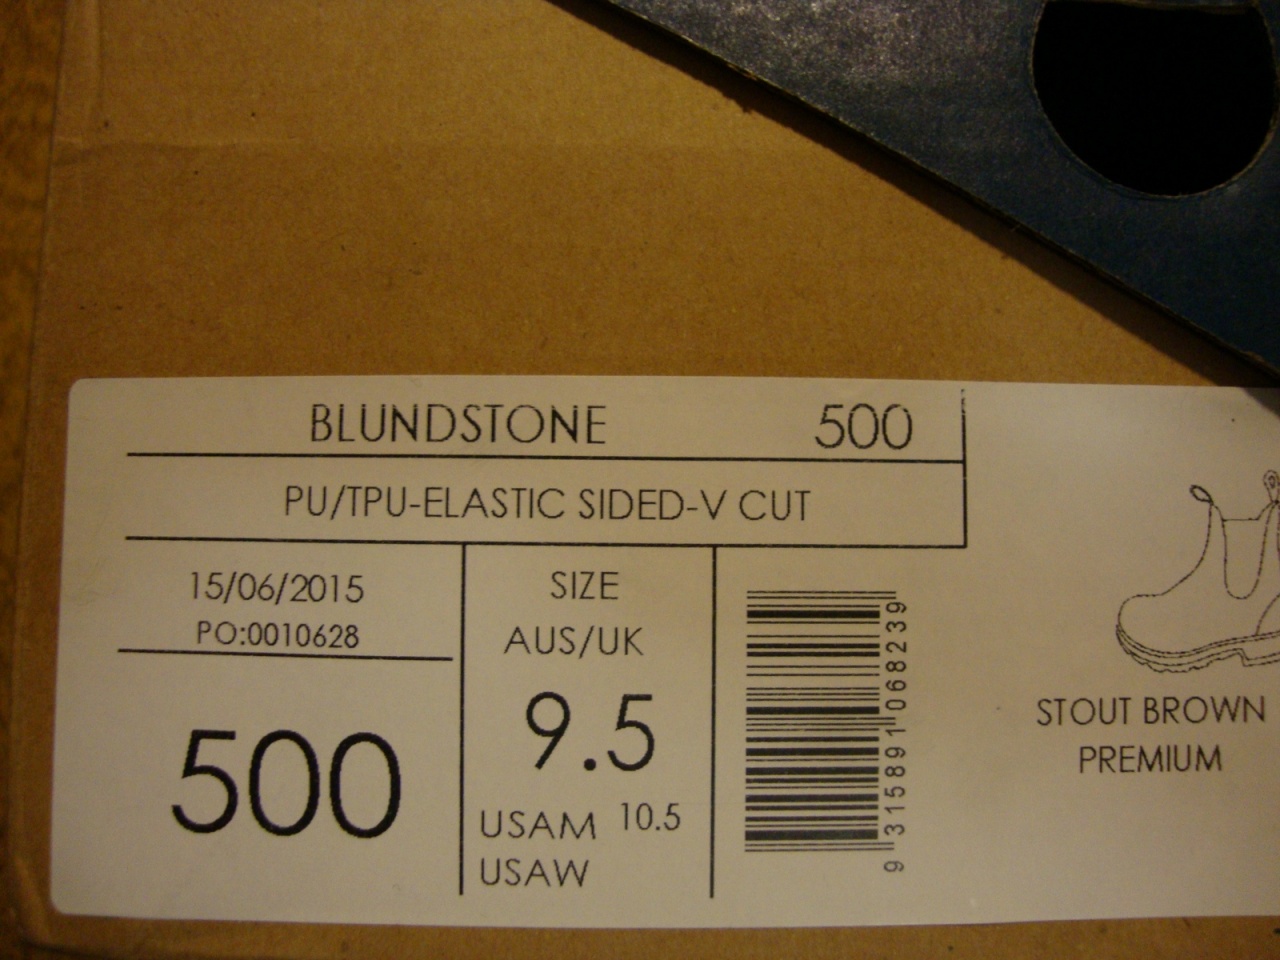 BLUNDSTONE 500
PU/TPU-ELASTIC SIDED-V CUT
15/06/2015
PO:0010628
500
SIZE
AUS/UK
9.5
USAM 10.5
USAW
9 315891 068239
STOUT BROWN
PREMIUM